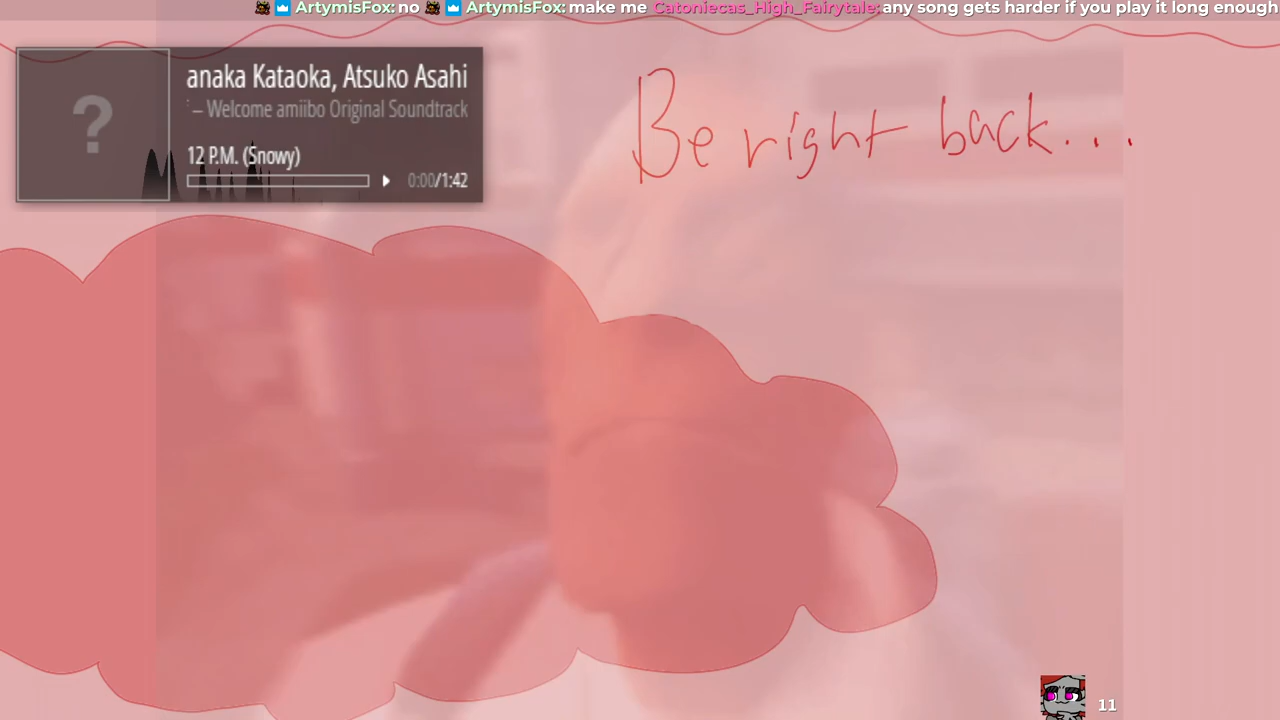 ArtymisFox: no ArtymisFox: make me Catoniecas_High_Fairytale: any song gets harder if you play it long enough
anaka Kataoka, Atsuko Asahi
– Welcome amiibo Original Soundtrack
12 P.M. (Snowy)
0:00/1:42
Be right back...
11